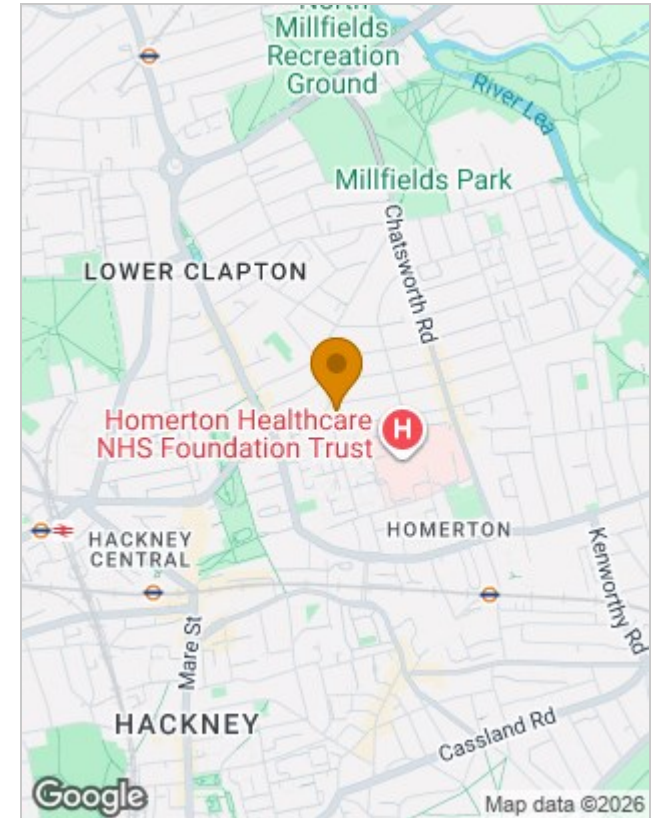 North
Millfields
Recreation
Ground
River Lea
Millfields Park
Chatsworth Rd
LOWER CLAPTON
Homerton Healthcare
NHS Foundation Trust
H
HOMERTON
HACKNEY
CENTRAL
Kenworthy Rd
Mare St
HACKNEY
Cassland Rd
Google
Map data ©2026